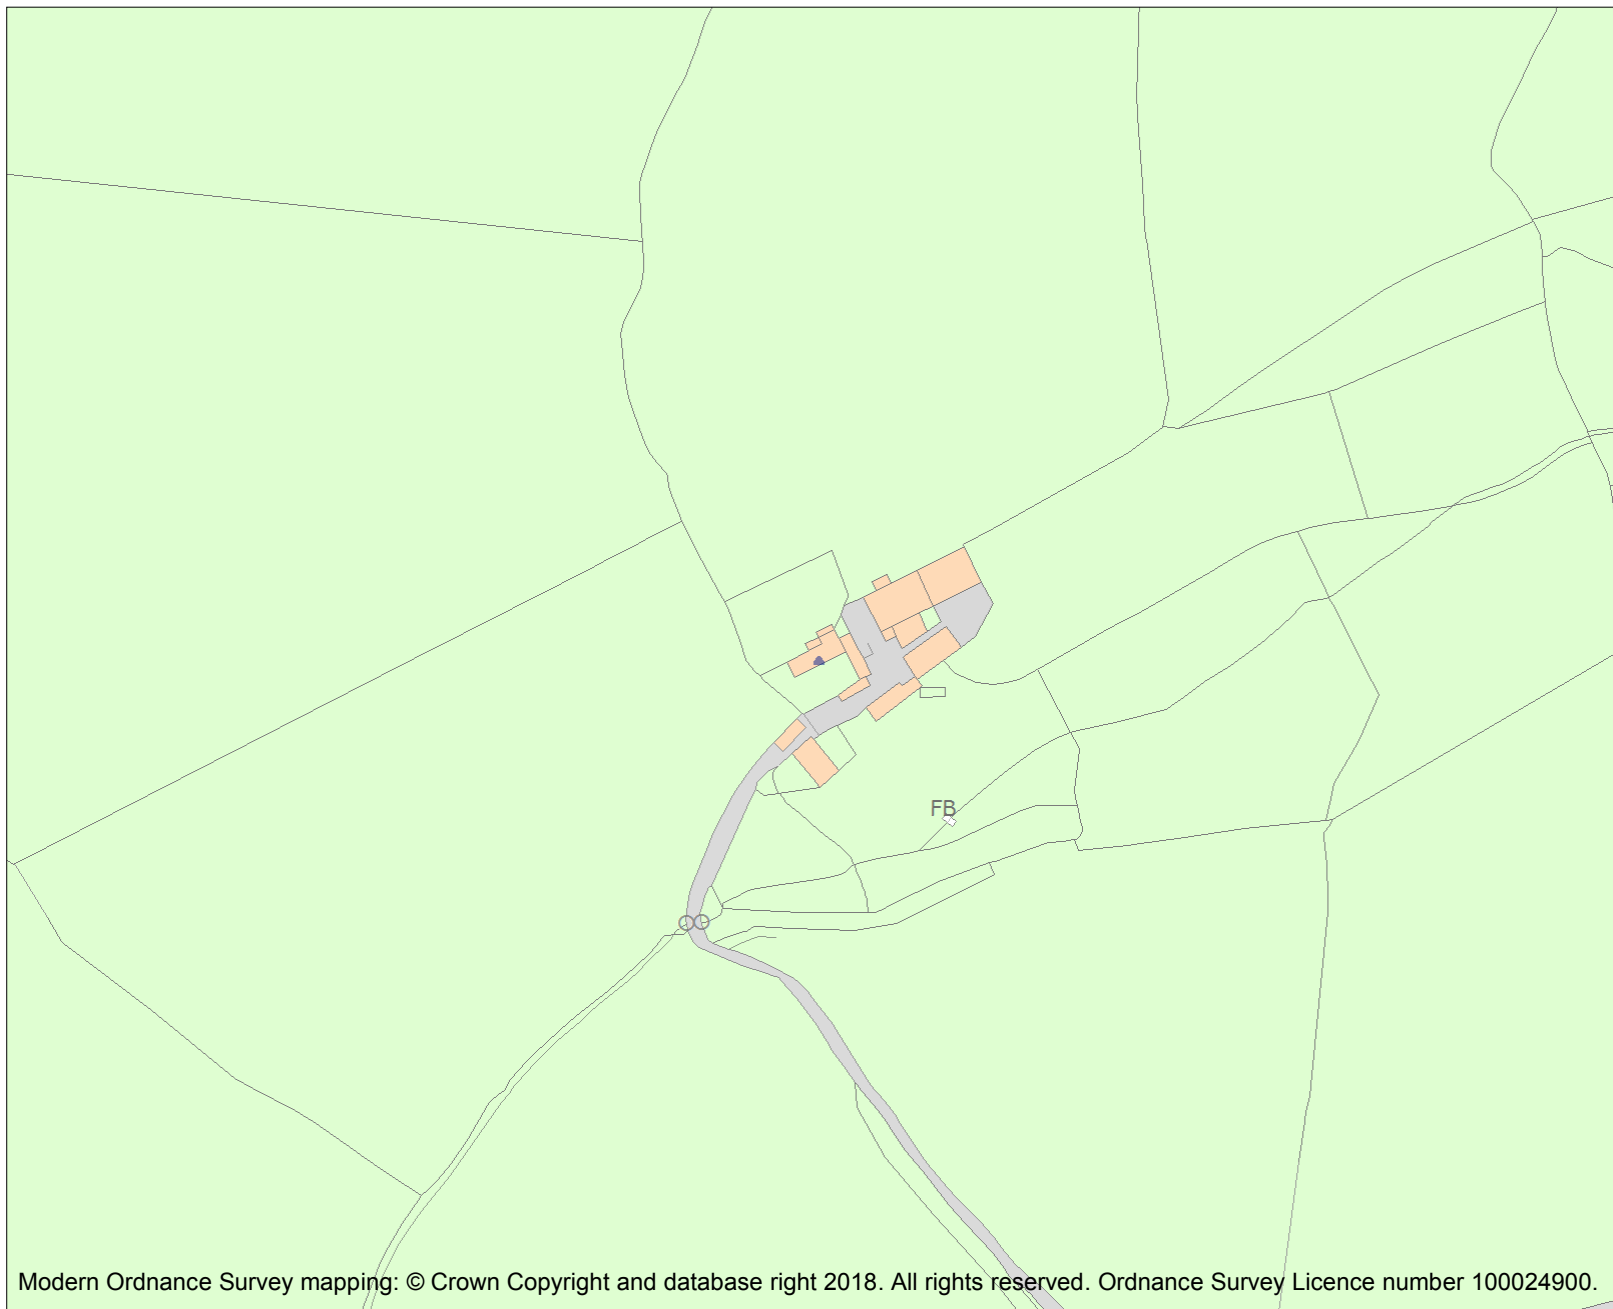 FB
Modern Ordnance Survey mapping: © Crown Copyright and database right 2018. All rights reserved. Ordnance Survey Licence number 100024900.